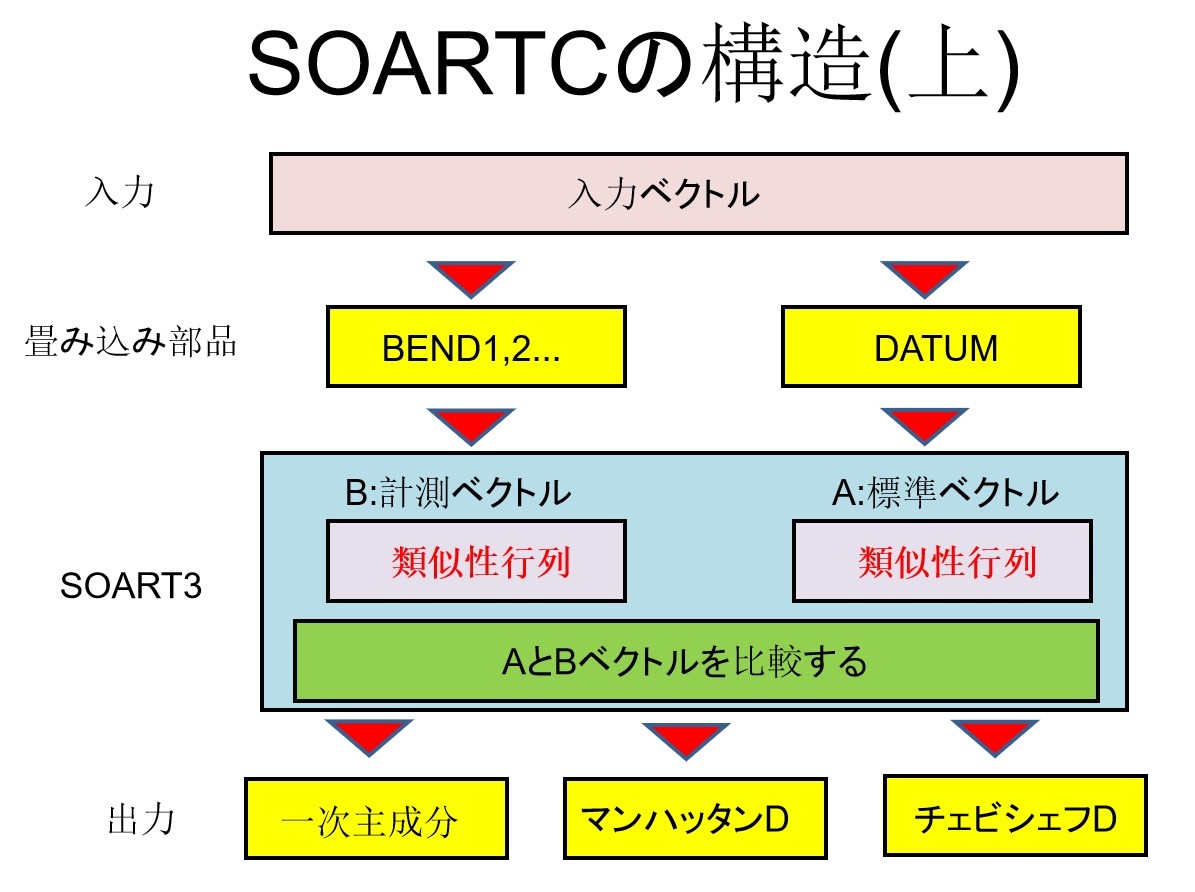 SOARTCの構造(上)
入力
入力ベクトル
畳み込み部品
BEND1,2...
DATUM
B:計測ベクトル
A:標準ベクトル
類似性行列
類似性行列
SOART3
AとBベクトルを比較する
出力
一次主成分
マンハッタンD
チェビシェフD